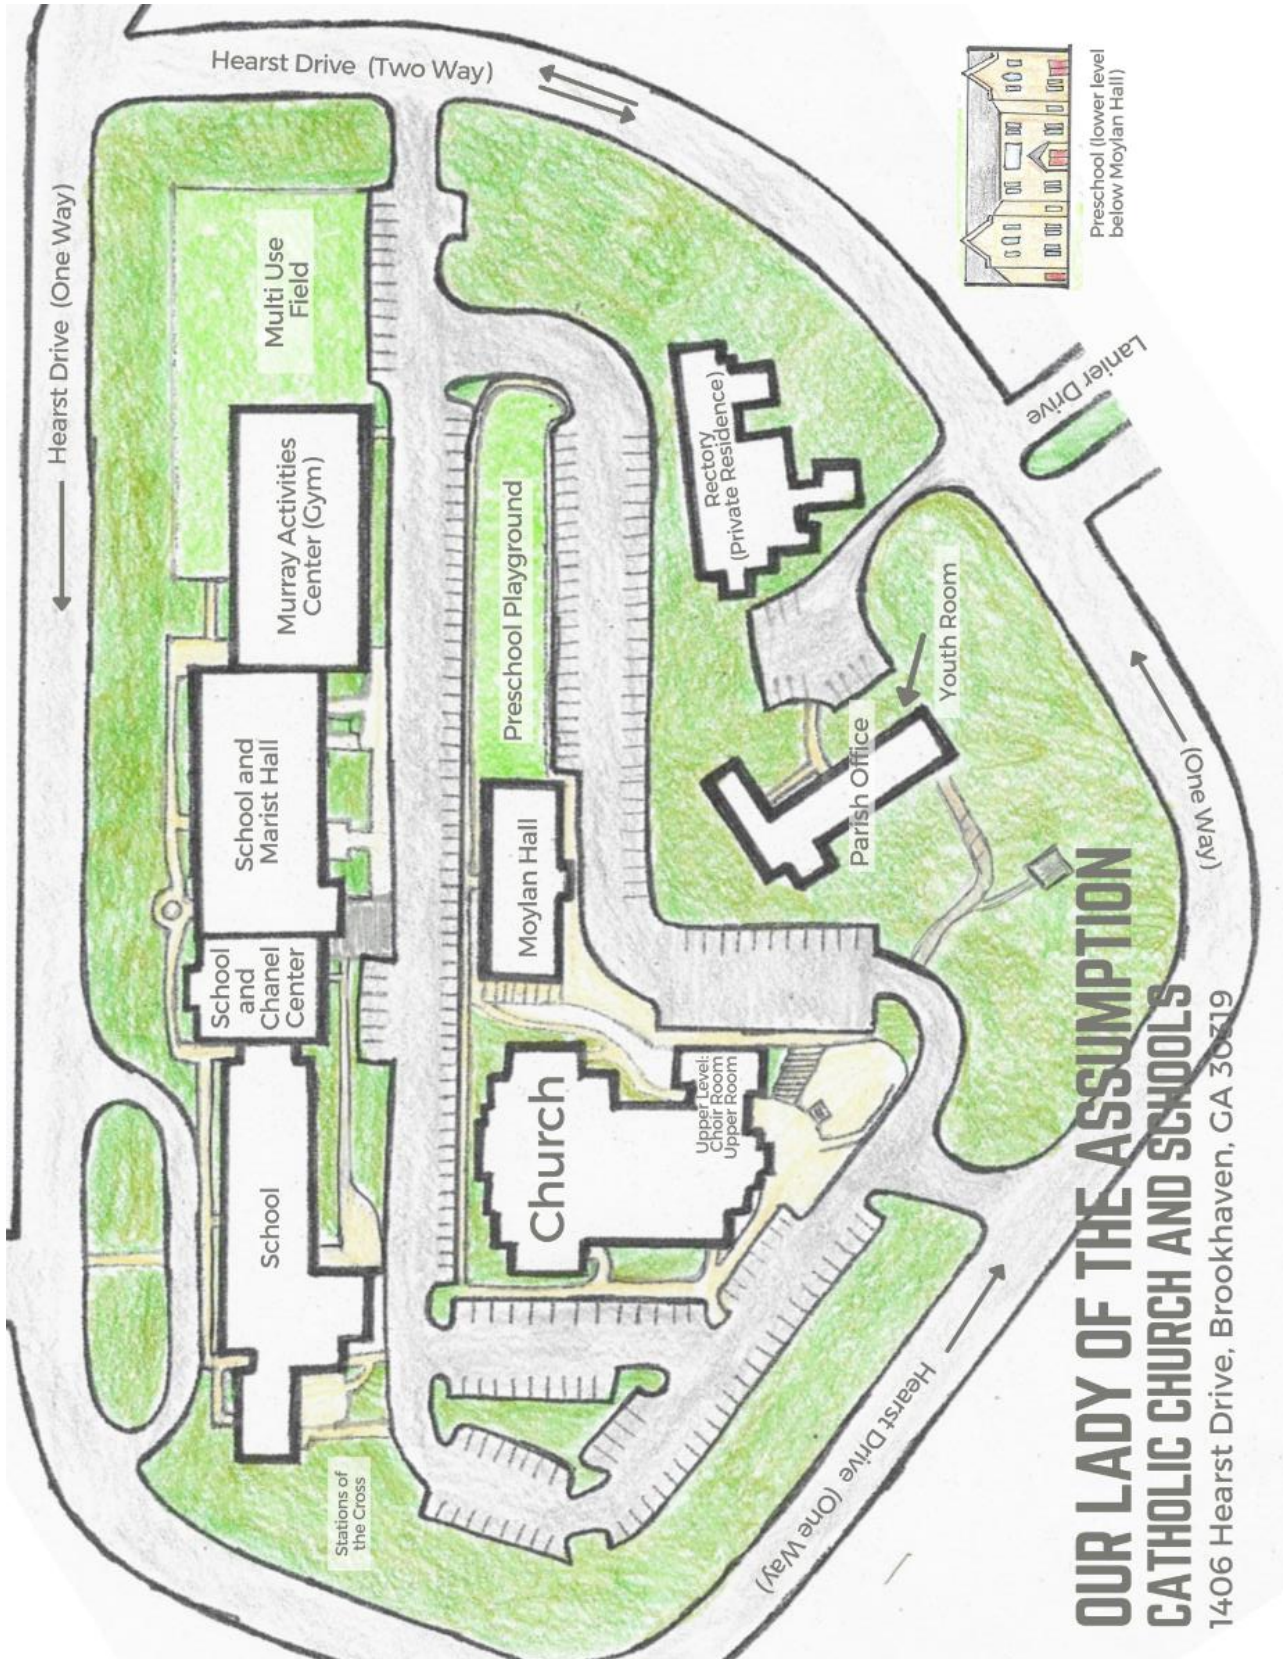 OUR LADY OF THE ASSUMPTION
CATHOLIC CHURCH AND SCHOOLS
1406 Hearst Drive, Brookhaven, GA 30319
Hearst Drive (One Way)
Hearst Drive (Two Way)
Multi Use
Field
Murray Activities
Center (Gym)
School and
Marist Hall
School
and
Chanel
Center
School
Stations of
the Cross
Preschool Playground
Moylan Hall
Church
Upper Level:
Choir Room
Upper Room
Rectory
(Private Residence)
Parish Office
Youth Room
Lanier Drive
(One Way)
Hearst Drive (One Way)
Preschool (lower level
below Moylan Hall)